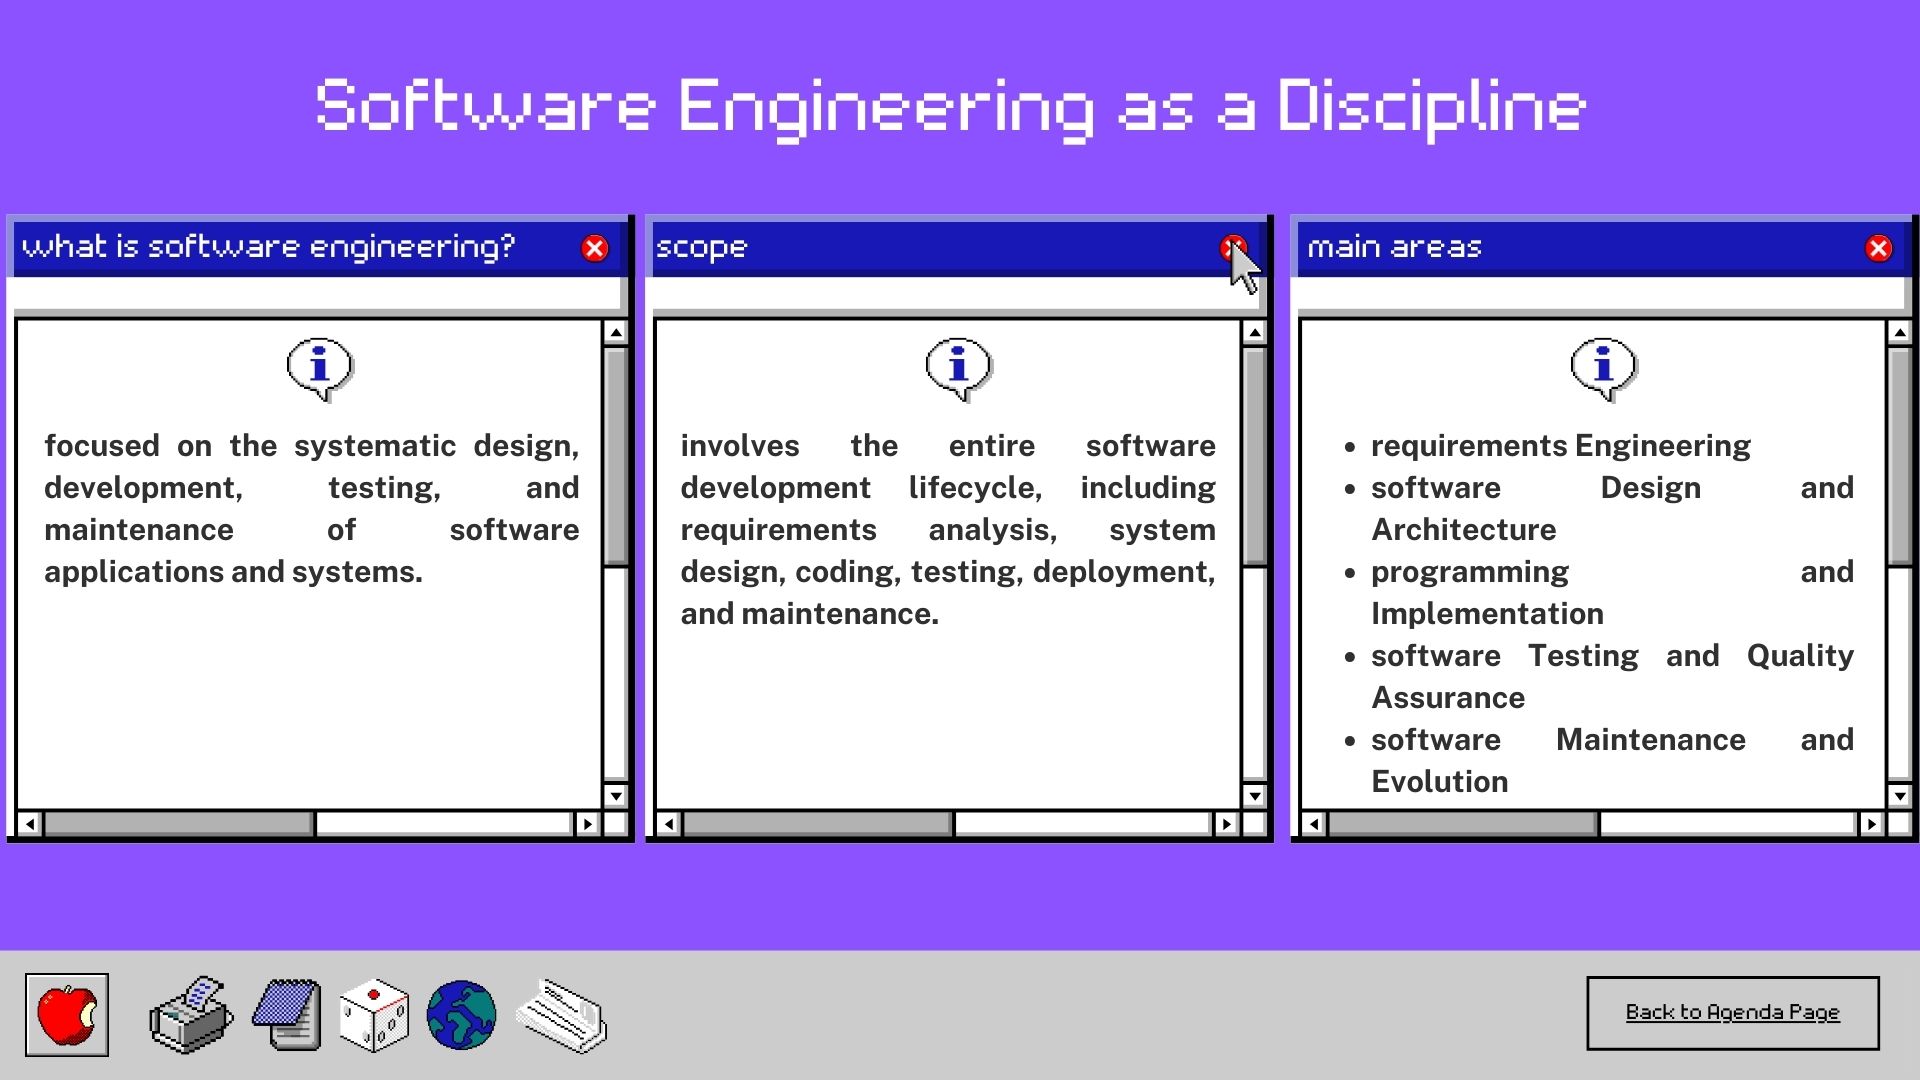 Software Engineering as a Discipline
what is software engineering?
focused on the systematic design,
development, testing, and
maintenance of software
applications and systems.
scope
involves the entire software
development lifecycle, including
requirements analysis, system
design, coding, testing, deployment,
and maintenance.
main areas
• requirements Engineering
• software Design and
Architecture
• programming and
Implementation
• software Testing and Quality
Assurance
• software Maintenance and
Evolution
Back to Agenda Page